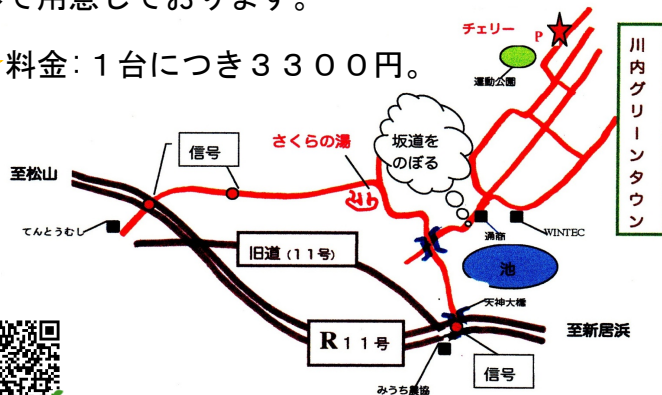 て用意しております。
料金:１台につき３３００円。
チェリー
P
運動公園
川内グリーンタウン
坂道を
のぼる
さくらの湯
信号
至松山
てんとうむし
旧道(11号)
WINTEC
池
天神大橋
R１１号
至新居浜
信号
みうち農協